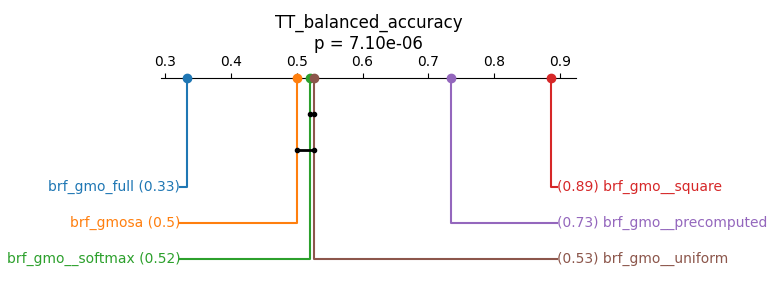 TT_balanced_accuracy
p = 7.10e-06
0.3 0.4 0.5 0.6 0.7 0.8 0.9
brf_gmo_full (0.33) (0.89) brf_gmo__square
brf_gmosa (0.5) (0.73) brf_gmo__precomputed
brf_gmo__softmax (0.52) (0.53) brf_gmo__uniform